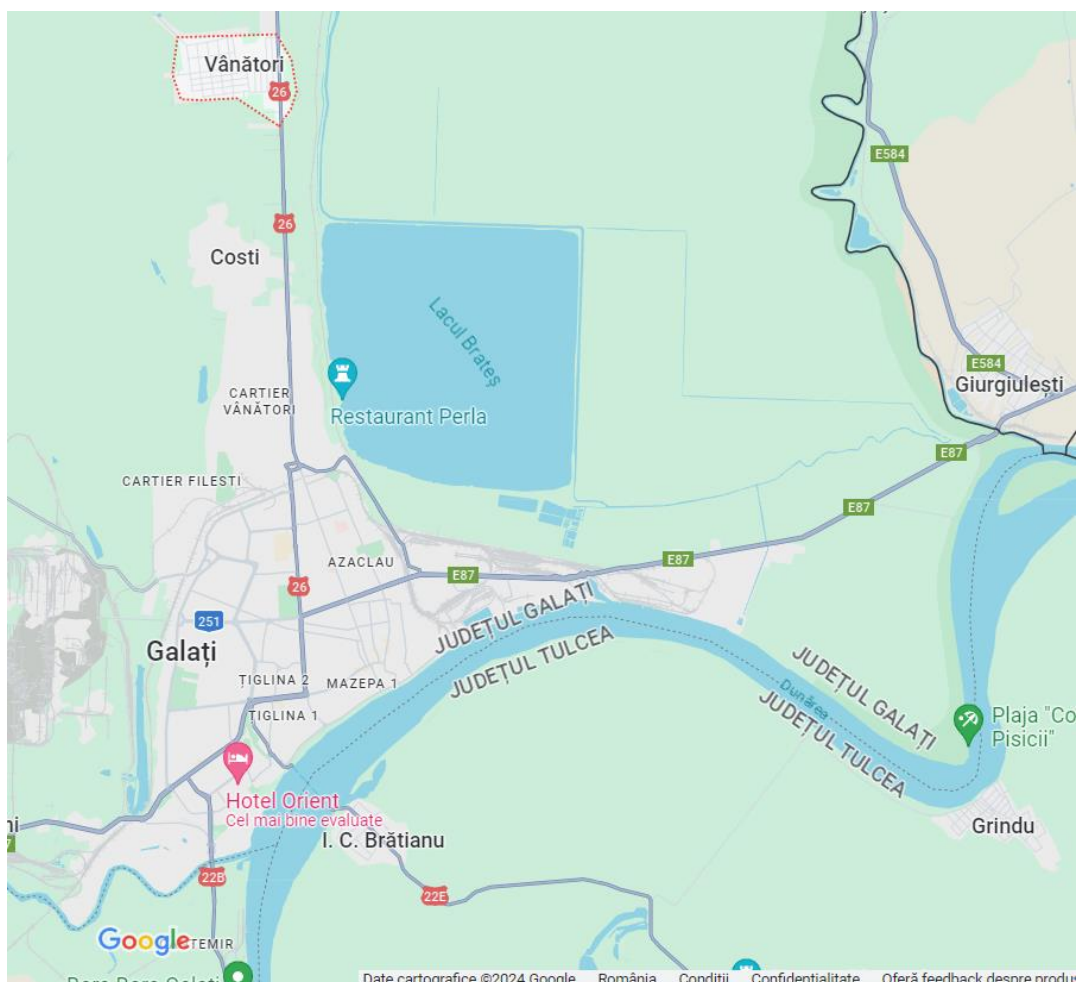 Vânători
26
E584
26
Costi
Lacul Brateș
E584
Giurgiulești
CARTIER
VÂNĂTORI
Restaurant Perla
E87
CARTIER FILESTI
E87
AZACLAU
E87
E87
26
251
JUDEȚUL GALAȚI
JUDEȚUL TULCEA
Galați
ȚIGLINA 2
MAZEPA 1
JUDEȚUL GALAȚI
Dunărea
JUDEȚUL TULCEA
ȚIGLINA 1
Plaja "Co
Pisicii"
Hotel Orient
Cel mai bine evaluate
I. C. Brătianu
Grindu
22B
22E
Google
TEMIR
Date cartografice ©2024 Google România Condiții Confidențialitate Oferă feedback despre produs